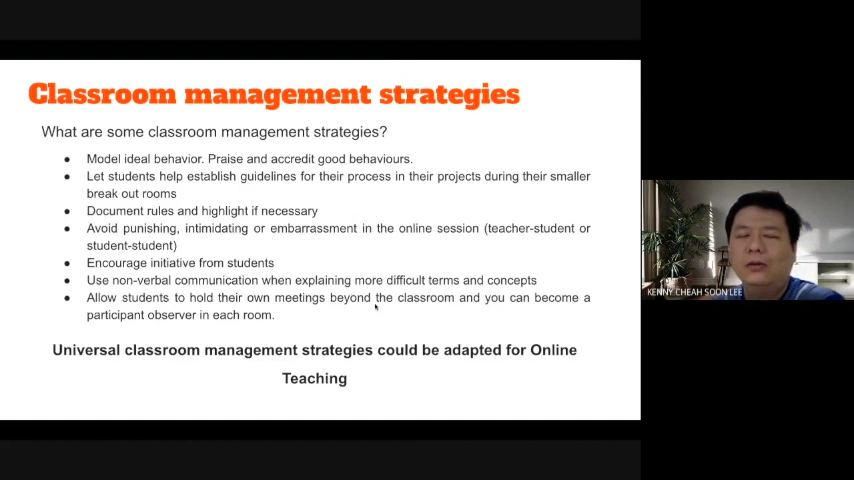 Classroom management strategies
What are some classroom management strategies?
● Model ideal behavior. Praise and accredit good behaviours.
● Let students help establish guidelines for their process in their projects during their smaller
break out rooms
● Document rules and highlight if necessary
● Avoid punishing, intimidating or embarrassment in the online session (teacher-student or
student-student)
● Encourage initiative from students
● Use non-verbal communication when explaining more difficult terms and concepts
● Allow students to hold their own meetings beyond the classroom and you can become a
participant observer in each room.
Universal classroom management strategies could be adapted for Online
Teaching
KENNY CHEAH SOON LEE